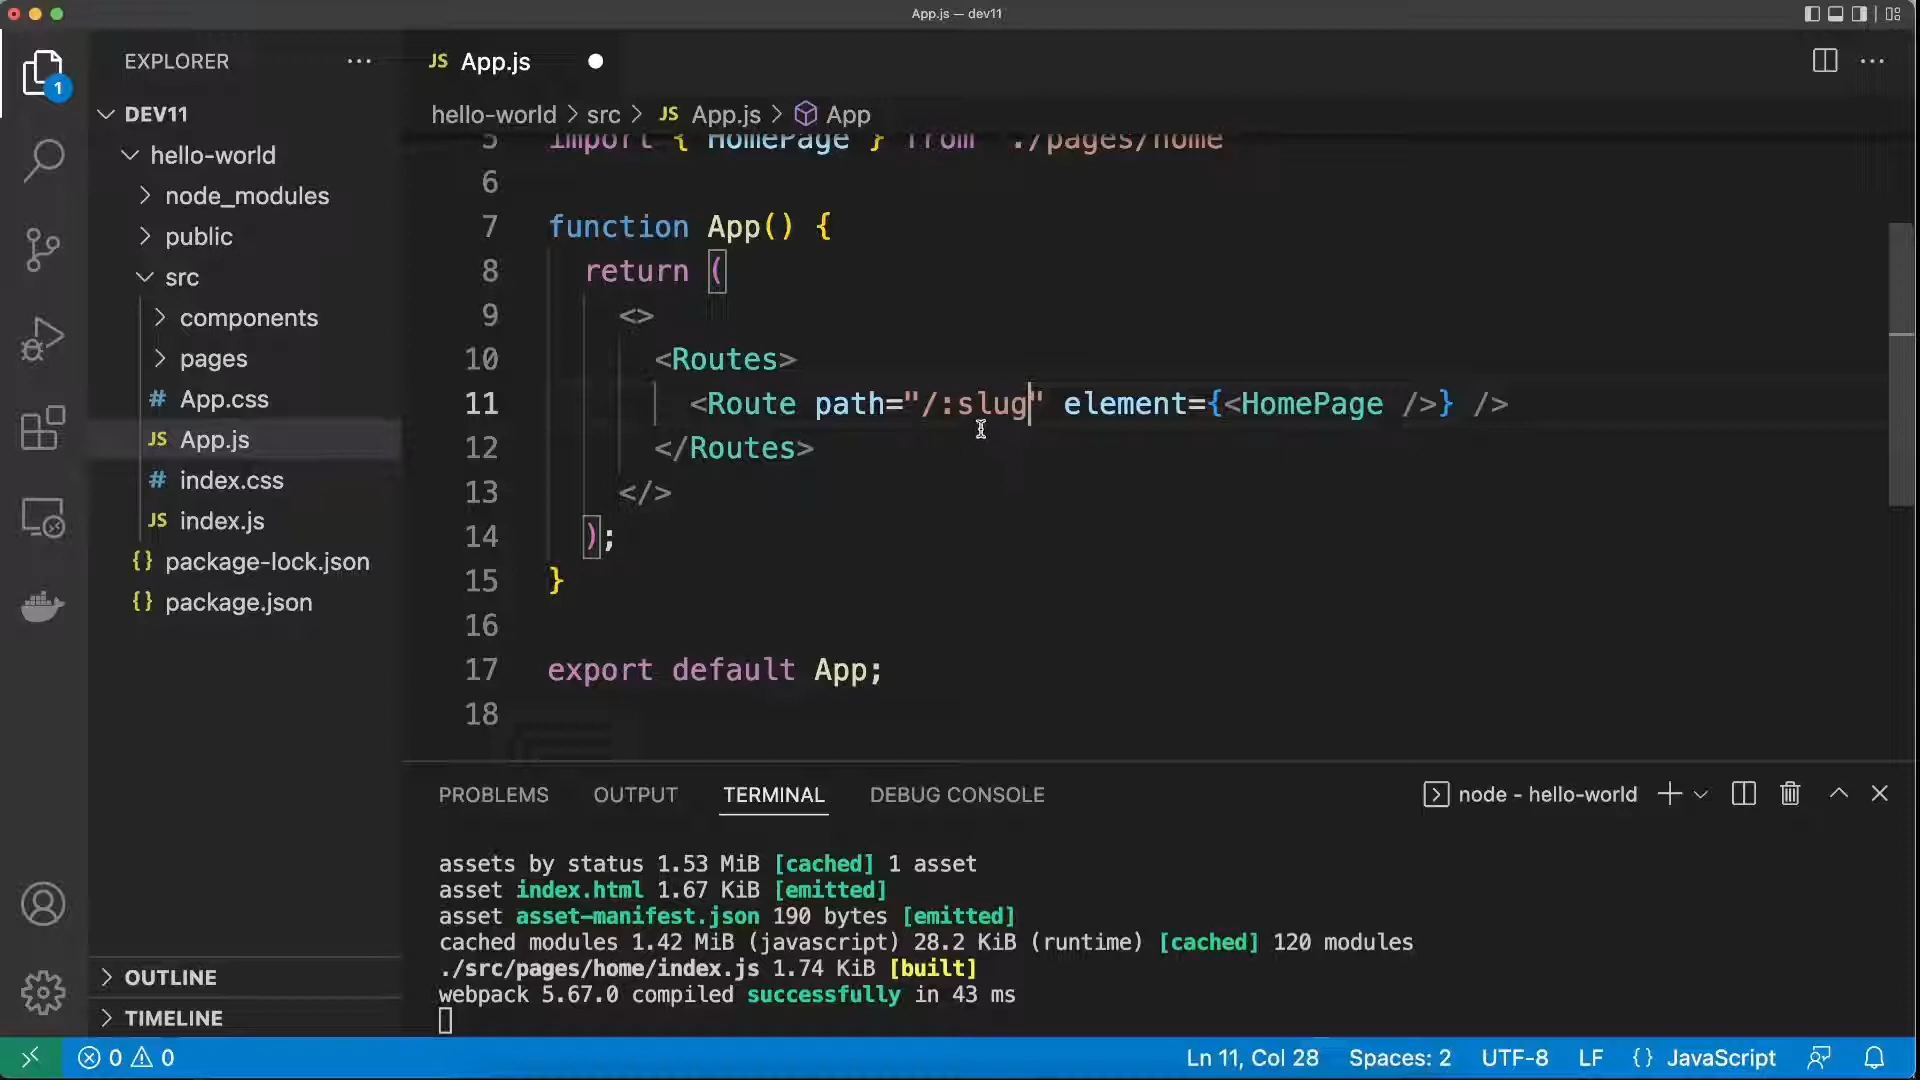 App.js — dev11
EXPLORER
1
DEV11
hello-world
node_modules
public
src
components
pages
# App.css
JS App.js
# index.css
JS index.js
{} package-lock.json
{} package.json
OUTLINE
TIMELINE
JS App.js
hello-world > src > JS App.js > App
5 import { HomePage } from "./pages/home"
6
7 function App() {
8 return (
9 <>
10 <Routes>
11 <Route path="/:slug" element={<HomePage />} />
12 </Routes>
13 </>
14 );
15 }
16
17 export default App;
18
PROBLEMS OUTPUT TERMINAL DEBUG CONSOLE
node - hello-world
assets by status 1.53 MiB [cached] 1 asset
asset index.html 1.67 KiB [emitted]
asset asset-manifest.json 190 bytes [emitted]
cached modules 1.42 MiB (javascript) 28.2 KiB (runtime) [cached] 120 modules
./src/pages/home/index.js 1.74 KiB [built]
webpack 5.67.0 compiled successfully in 43 ms
0 0
Ln 11, Col 28 Spaces: 2 UTF-8 LF {} JavaScript